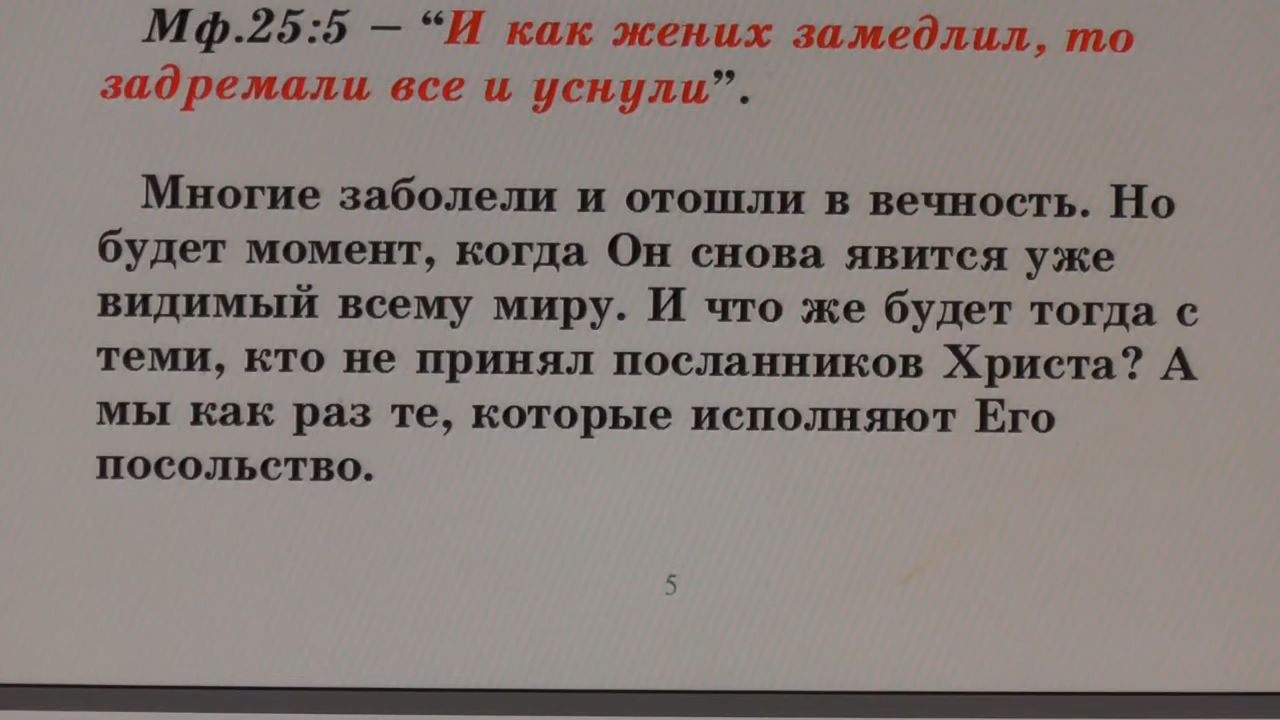 Мф.25:5 – “И как жених замедлил, то
задремали все и уснули”.
Многие заболели и отошли в вечность. Но
будет момент, когда Он снова явится уже
видимый всему миру. И что же будет тогда с
теми, кто не принял посланников Христа? А
мы как раз те, которые исполняют Его
посольство.
5